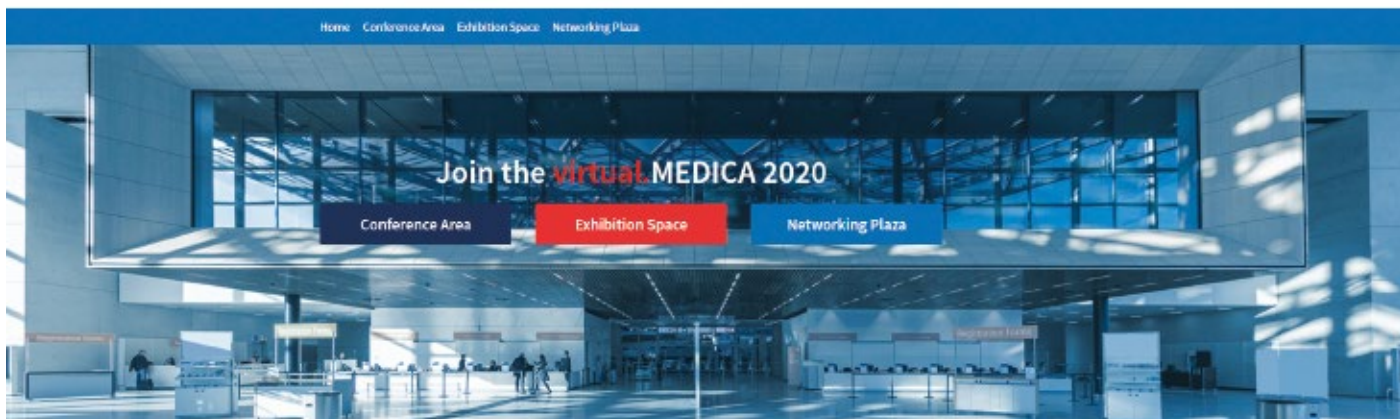 Home Conference Area Exhibition Space Networking Plaza
Join the virtual.MEDICA 2020
Conference Area Exhibition Space Networking Plaza